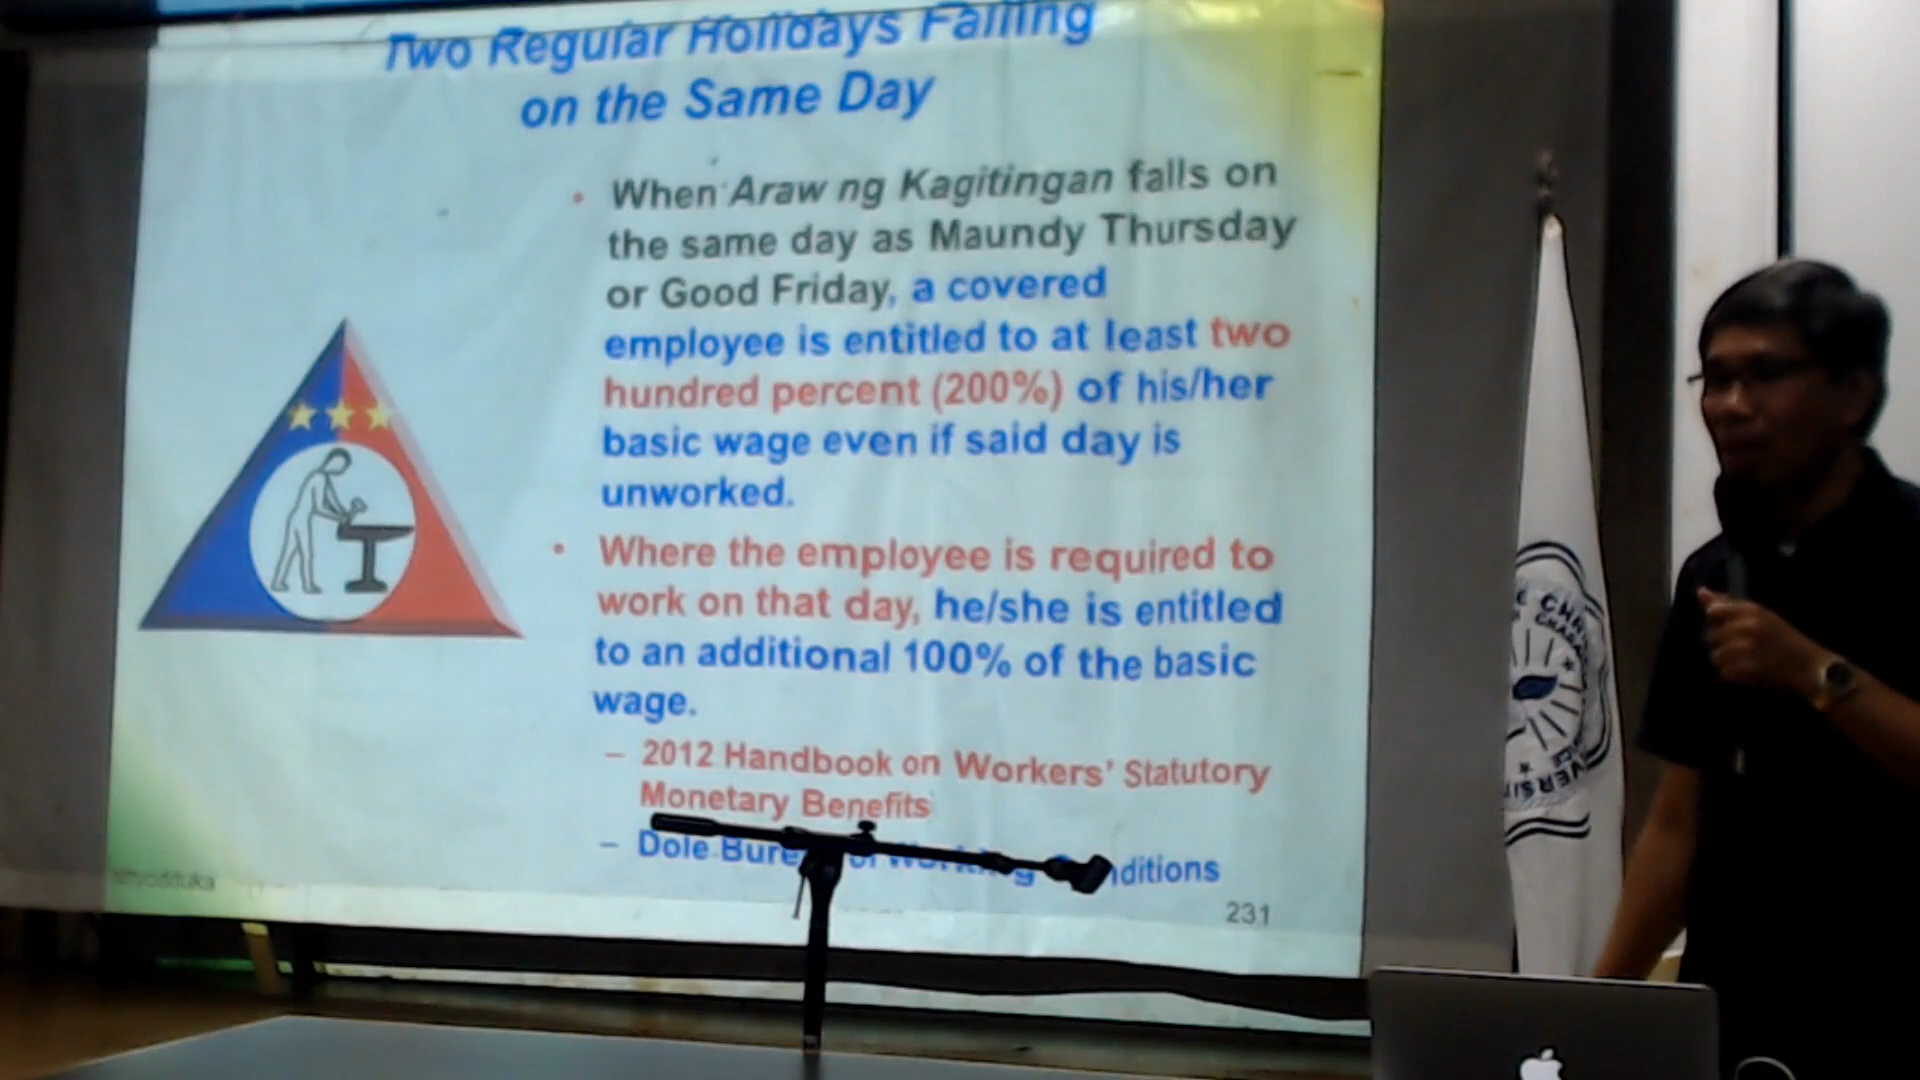 Two Regular Holidays Falling
on the Same Day
• When Araw ng Kagitingan falls on
the same day as Maundy Thursday
or Good Friday, a covered
employee is entitled to at least two
hundred percent (200%) of his/her
basic wage even if said day is
unworked.
• Where the employee is required to
work on that day, he/she is entitled
to an additional 100% of the basic
wage.
– 2012 Handbook on Workers' Statutory
Monetary Benefits
– Dole Bureau of Working Conditions
231